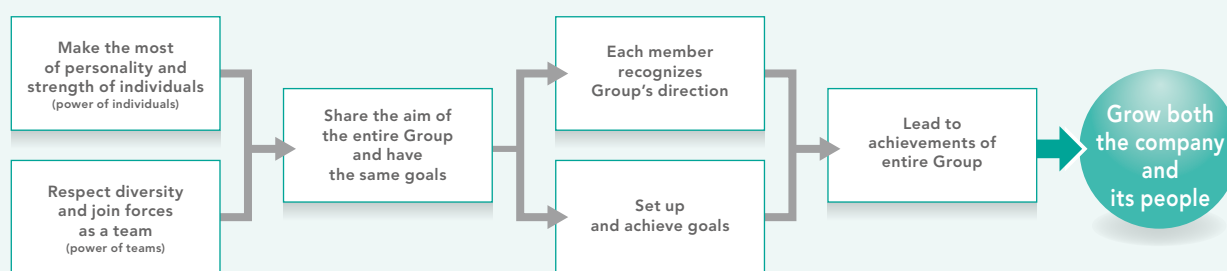 Make the most
of personality and
strength of individuals
(power of individuals)
Respect diversity
and join forces
as a team
(power of teams)
Share the aim of
the entire Group
and have
the same goals
Each member
recognizes
Group's direction
Set up
and achieve goals
Lead to
achievements of
entire Group
Grow both
the company
and
its people